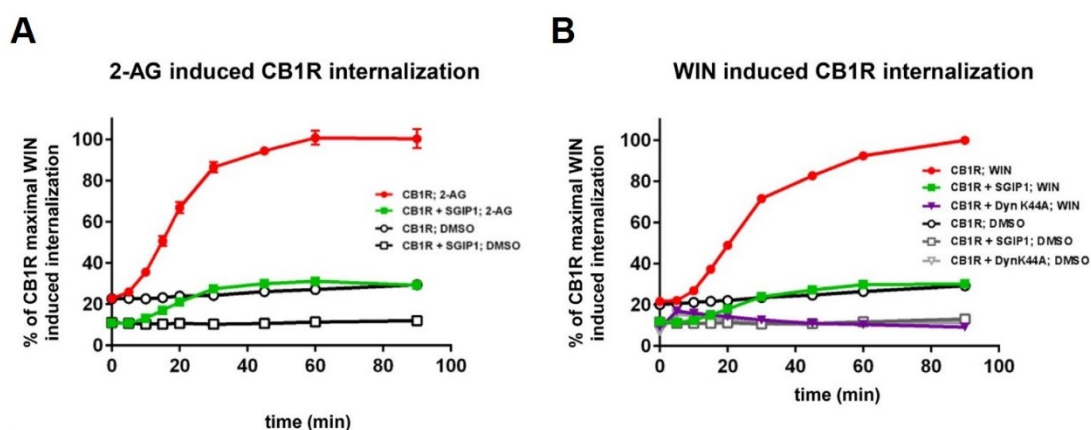 A
2-AG induced CB1R internalization
% of CB1R maximal WIN
induced internalization
100
80
60
40
20
0
0
20
40
60
80
100
time (min)
CB1R; 2-AG
CB1R + SGIP1; 2-AG
CB1R; DMSO
CB1R + SGIP1; DMSO
B
WIN induced CB1R internalization
% of CB1R maximal WIN
induced internalization
100
80
60
40
20
0
0
20
40
60
80
100
time (min)
CB1R; WIN
CB1R + SGIP1; WIN
CB1R + Dyn K44A; WIN
CB1R; DMSO
CB1R + SGIP1; DMSO
CB1R + DynK44A; DMSO